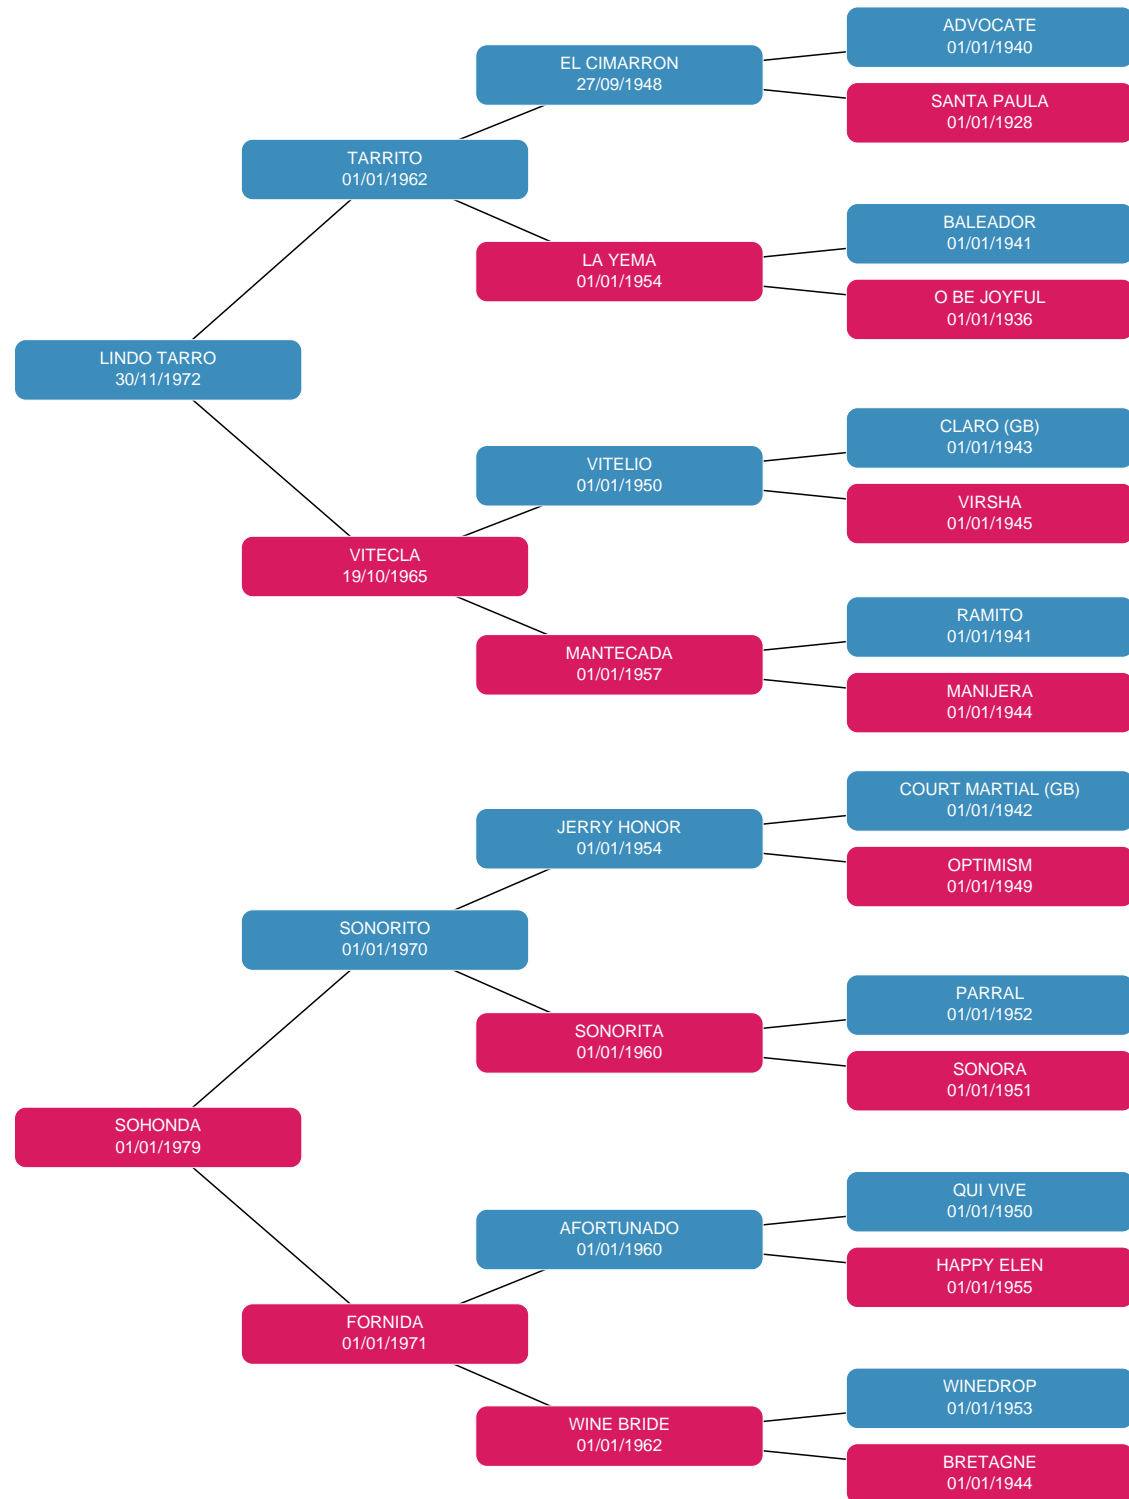 ADVOCATE
01/01/1940
EL CIMARRON
27/09/1948
SANTA PAULA
01/01/1928
TARRITO
01/01/1962
BALEADOR
01/01/1941
LA YEMA
01/01/1954
O BE JOYFUL
01/01/1936
LINDO TARRO
30/11/1972
CLARO (GB)
01/01/1943
VITELIO
01/01/1950
VIRSHA
01/01/1945
VITECLA
19/10/1965
RAMITO
01/01/1941
MANTECADA
01/01/1957
MANIJERA
01/01/1944
COURT MARTIAL (GB)
01/01/1942
JERRY HONOR
01/01/1954
OPTIMISM
01/01/1949
SONORITO
01/01/1970
PARRAL
01/01/1952
SONORITA
01/01/1960
SONORA
01/01/1951
SOHONDA
01/01/1979
QUI VIVE
01/01/1950
AFORTUNADO
01/01/1960
HAPPY ELEN
01/01/1955
FORNIDA
01/01/1971
WINEDROP
01/01/1953
WINE BRIDE
01/01/1962
BRETAGNE
01/01/1944